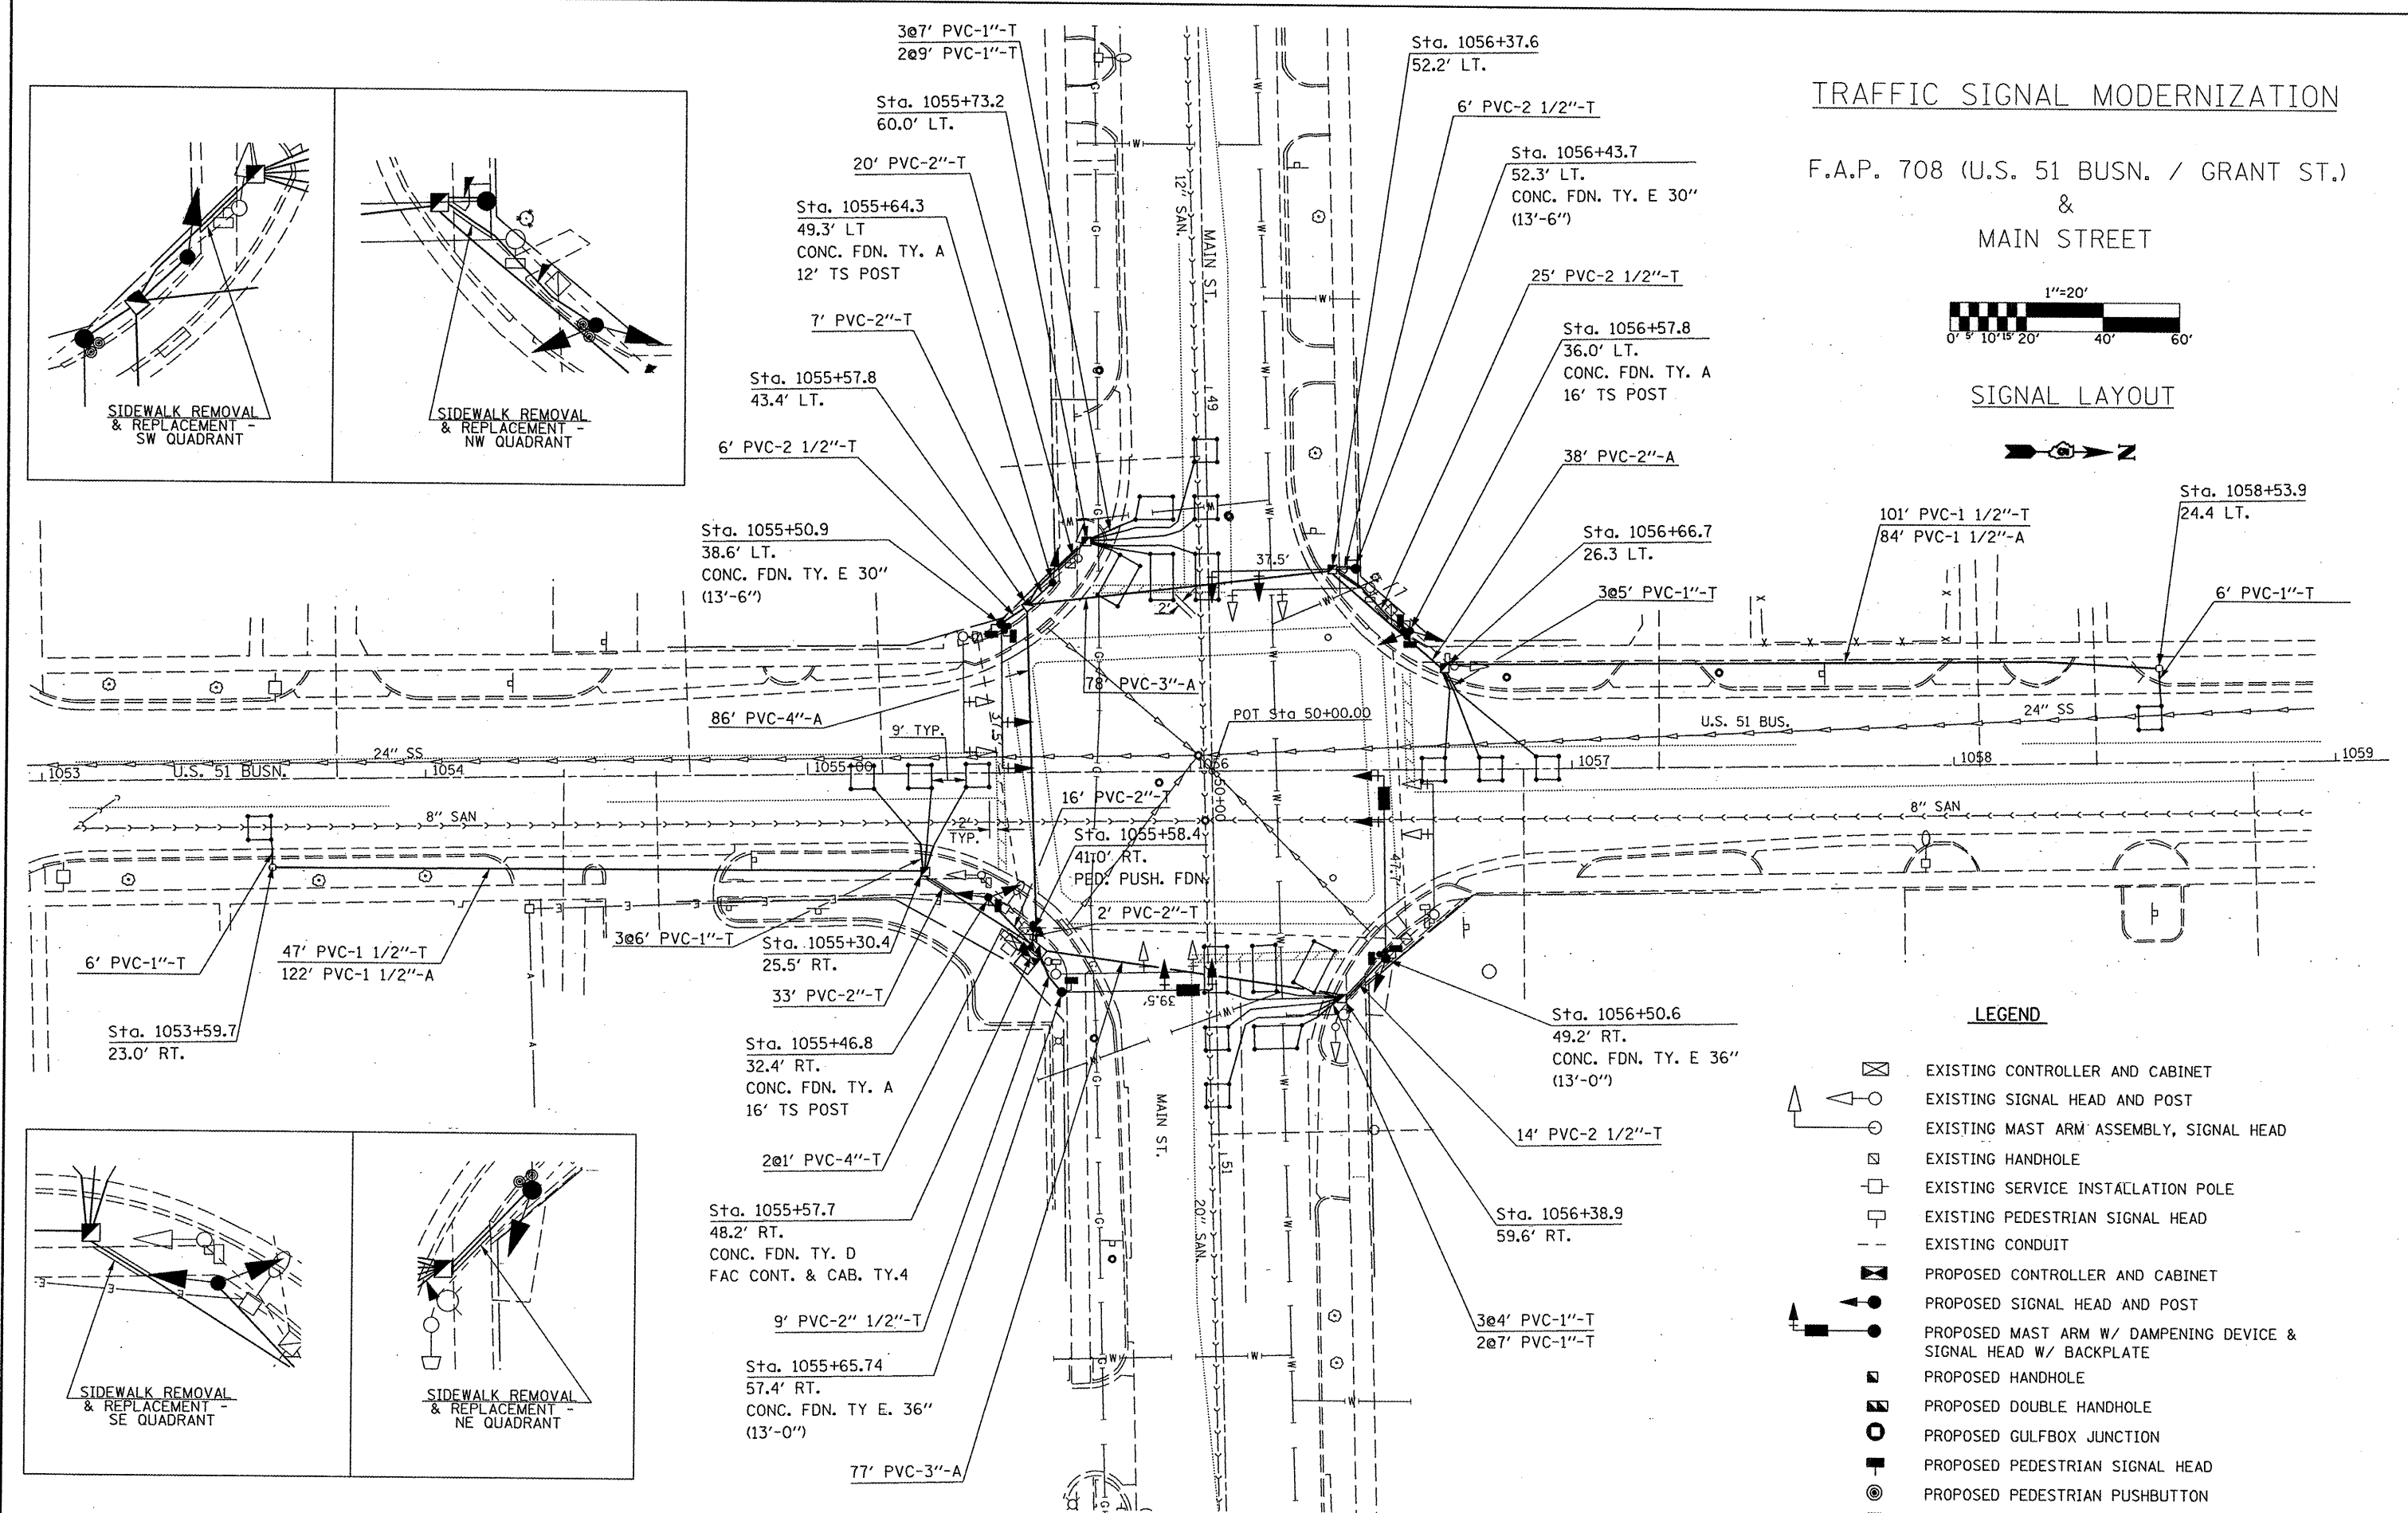 TRAFFIC SIGNAL MODERNIZATION
F.A.P. 708 (U.S. 51 BUSN. / GRANT ST.)
&
MAIN STREET
1"=20'
0' 5' 10' 15' 20' 40' 60'
SIGNAL LAYOUT
N
SIDEWALK REMOVAL
& REPLACEMENT -
SW QUADRANT
SIDEWALK REMOVAL
& REPLACEMENT -
NW QUADRANT
3@7' PVC-1"-T
2@9' PVC-1"-T
Sta. 1055+73.2
60.0' LT.
20' PVC-2"-T
Sta. 1055+64.3
49.3' LT
CONC. FDN. TY. A
12' TS POST
7' PVC-2"-T
Sta. 1055+57.8
43.4' LT.
6' PVC-2 1/2"-T
Sta. 1055+50.9
38.6' LT.
CONC. FDN. TY. E 30"
(13'-6")
Sta. 1056+37.6
52.2' LT.
6' PVC-2 1/2"-T
Sta. 1056+43.7
52.3' LT.
CONC. FDN. TY. E 30"
(13'-6")
25' PVC-2 1/2"-T
Sta. 1056+57.8
36.0' LT.
CONC. FDN. TY. A
16' TS POST
38' PVC-2"-A
Sta. 1056+66.7
26.3 LT.
3@5' PVC-1"-T
101' PVC-1 1/2"-T
84' PVC-1 1/2"-A
Sta. 1058+53.9
24.4 LT.
6' PVC-1"-T
12" SAN.
MAIN ST.
49
37.5'
2'
78' PVC-3"-A
86' PVC-4"-A
9' TYP.
POT Sta 50+00.00
U.S. 51 BUS.
24" SS
24" SS
1053
U.S. 51 BUSN.
1054
1055+00
1056
1057
1058
1059
50+00
8" SAN
8" SAN
2'
TYP.
16' PVC-2"-T
Sta. 1055+58.4
41.0' RT.
PED. PUSH. FDN.
2' PVC-2"-T
47.7'
39.5'
3@6' PVC-1"-T
Sta. 1055+30.4
25.5' RT.
33' PVC-2"-T
6' PVC-1"-T
47' PVC-1 1/2"-T
122' PVC-1 1/2"-A
Sta. 1053+59.7
23.0' RT.
Sta. 1055+46.8
32.4' RT.
CONC. FDN. TY. A
16' TS POST
2@1' PVC-4"-T
Sta. 1055+57.7
48.2' RT.
CONC. FDN. TY. D
FAC CONT. & CAB. TY.4
9' PVC-2" 1/2"-T
Sta. 1055+65.74
57.4' RT.
CONC. FDN. TY E. 36"
(13'-0")
77' PVC-3"-A
MAIN ST.
20" SAN.
51
Sta. 1056+50.6
49.2' RT.
CONC. FDN. TY. E 36"
(13'-0")
14' PVC-2 1/2"-T
Sta. 1056+38.9
59.6' RT.
3@4' PVC-1"-T
2@7' PVC-1"-T
SIDEWALK REMOVAL
& REPLACEMENT -
SE QUADRANT
SIDEWALK REMOVAL
& REPLACEMENT -
NE QUADRANT
LEGEND
EXISTING CONTROLLER AND CABINET
EXISTING SIGNAL HEAD AND POST
EXISTING MAST ARM ASSEMBLY, SIGNAL HEAD
EXISTING HANDHOLE
EXISTING SERVICE INSTALLATION POLE
EXISTING PEDESTRIAN SIGNAL HEAD
EXISTING CONDUIT
PROPOSED CONTROLLER AND CABINET
PROPOSED SIGNAL HEAD AND POST
PROPOSED MAST ARM W/ DAMPENING DEVICE &
SIGNAL HEAD W/ BACKPLATE
PROPOSED HANDHOLE
PROPOSED DOUBLE HANDHOLE
PROPOSED GULFBOX JUNCTION
PROPOSED PEDESTRIAN SIGNAL HEAD
PROPOSED PEDESTRIAN PUSHBUTTON